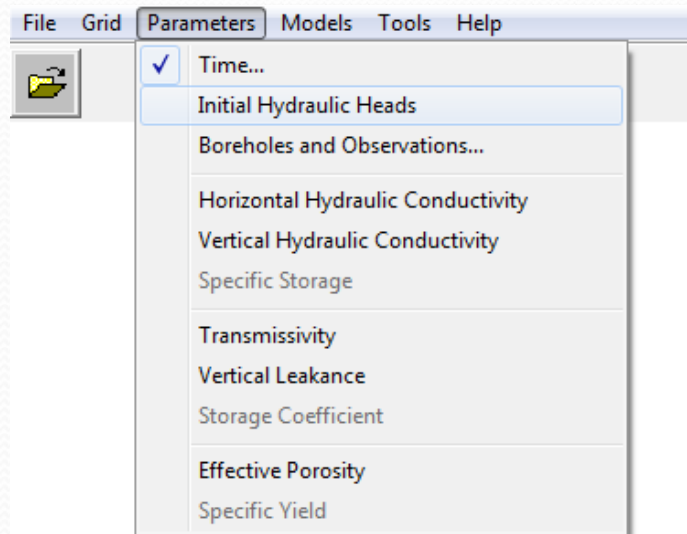 File Grid Parameters Models Tools Help
Time...
Initial Hydraulic Heads
Boreholes and Observations...
Horizontal Hydraulic Conductivity
Vertical Hydraulic Conductivity
Specific Storage
Transmissivity
Vertical Leakance
Storage Coefficient
Effective Porosity
Specific Yield